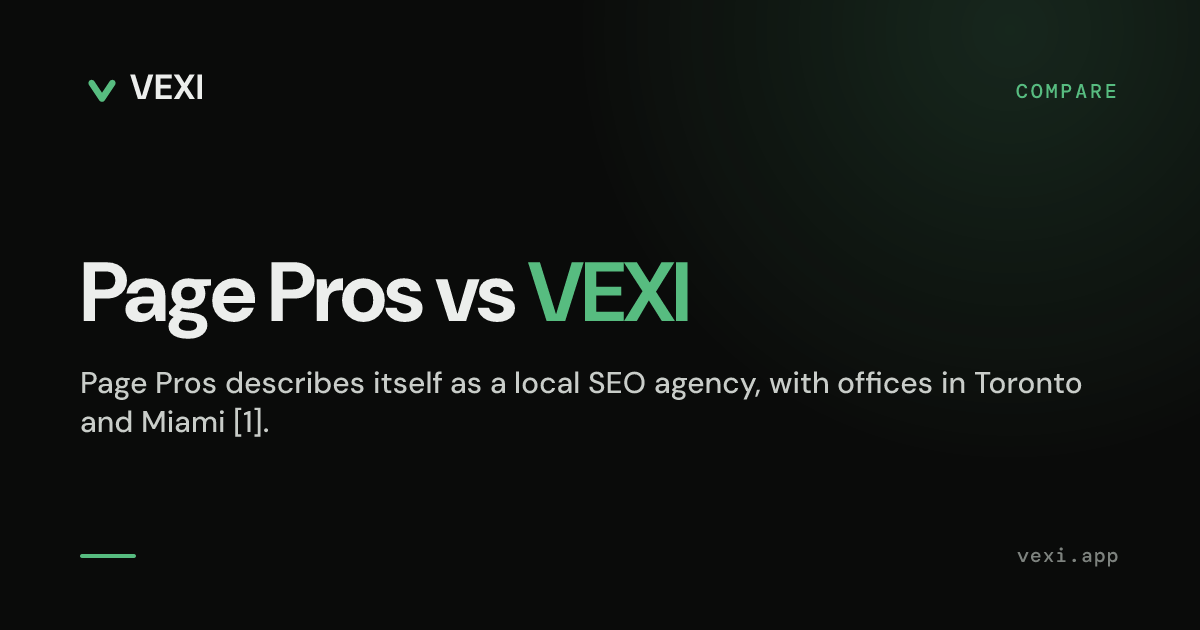 VEXI
COMPARE
Page Pros vs VEXI
Page Pros describes itself as a local SEO agency, with offices in Toronto
and Miami [1].
vexi.app